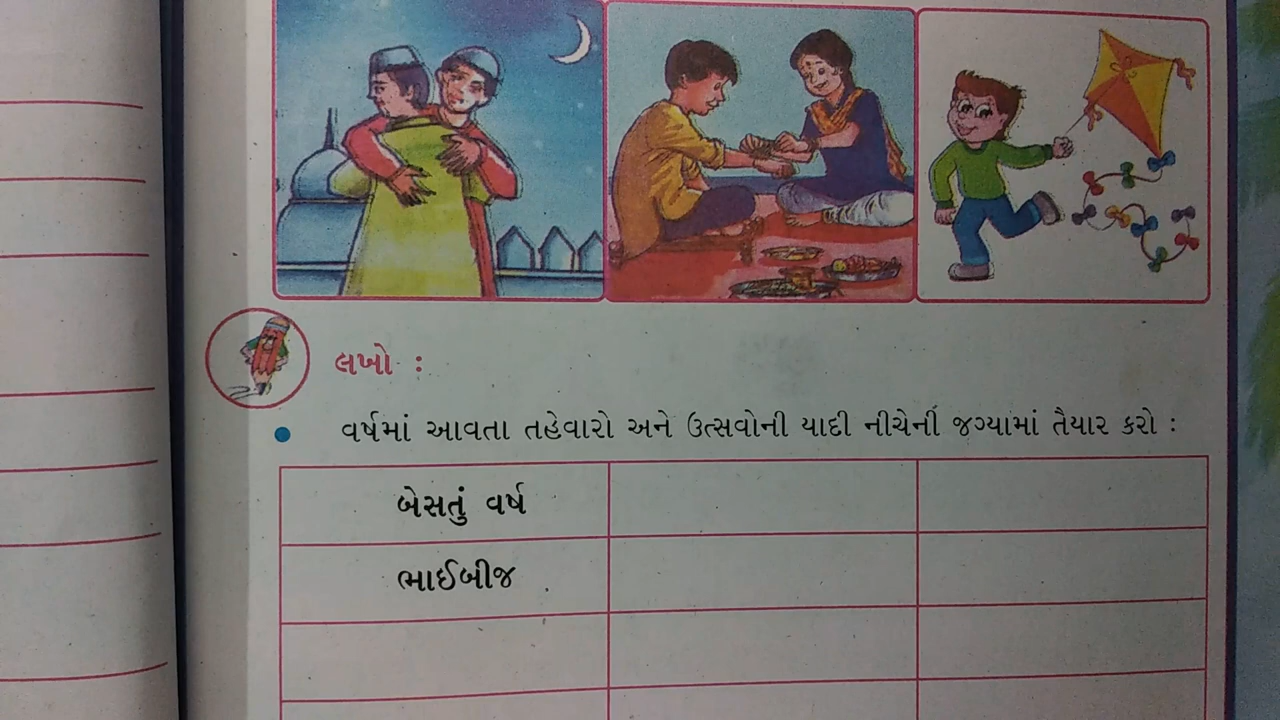 લખો :
વર્ષમાં આવતા તહેવારો અને ઉત્સવોની યાદી નીચેની જગ્યામાં તૈયાર કરો :
બેસતું વર્ષ
ભાઈબીજ